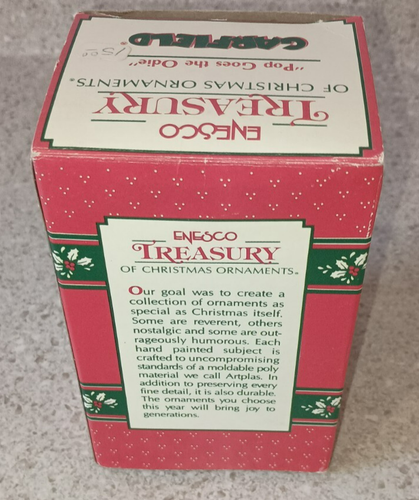 ENESCO
TREASURY
OF CHRISTMAS ORNAMENTS®
"Pop Goes the Odie"
GARFIELD®
15⁰⁰
ENESCO
TREASURY
OF CHRISTMAS ORNAMENTS®
Our goal was to create a
collection of ornaments as
special as Christmas itself.
Some are reverent, others
nostalgic and some are out-
rageously humorous. Each
hand painted subject is
crafted to uncompromising
standards of a moldable poly
material we call Artplas. In
addition to preserving every
fine detail, it is also durable.
The ornaments you choose
this year will bring joy to
generations.